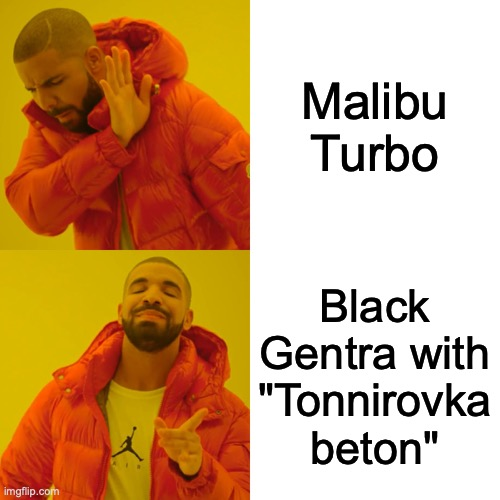 Malibu
Turbo
Black
Gentra with
"Tonnirovka
beton"
imgflip.com